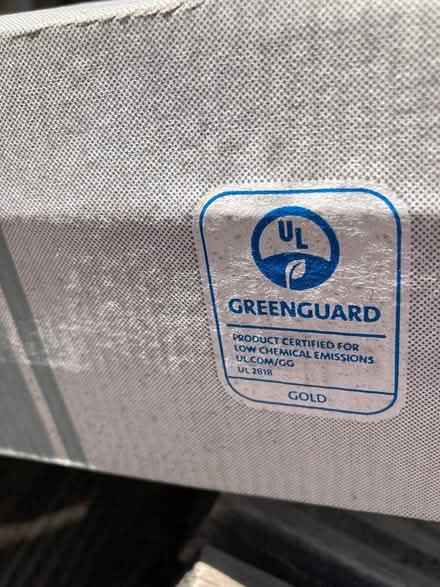 UL
GREENGUARD
PRODUCT CERTIFIED FOR
LOW CHEMICAL EMISSIONS
UL.COM/GG
UL 2818
GOLD